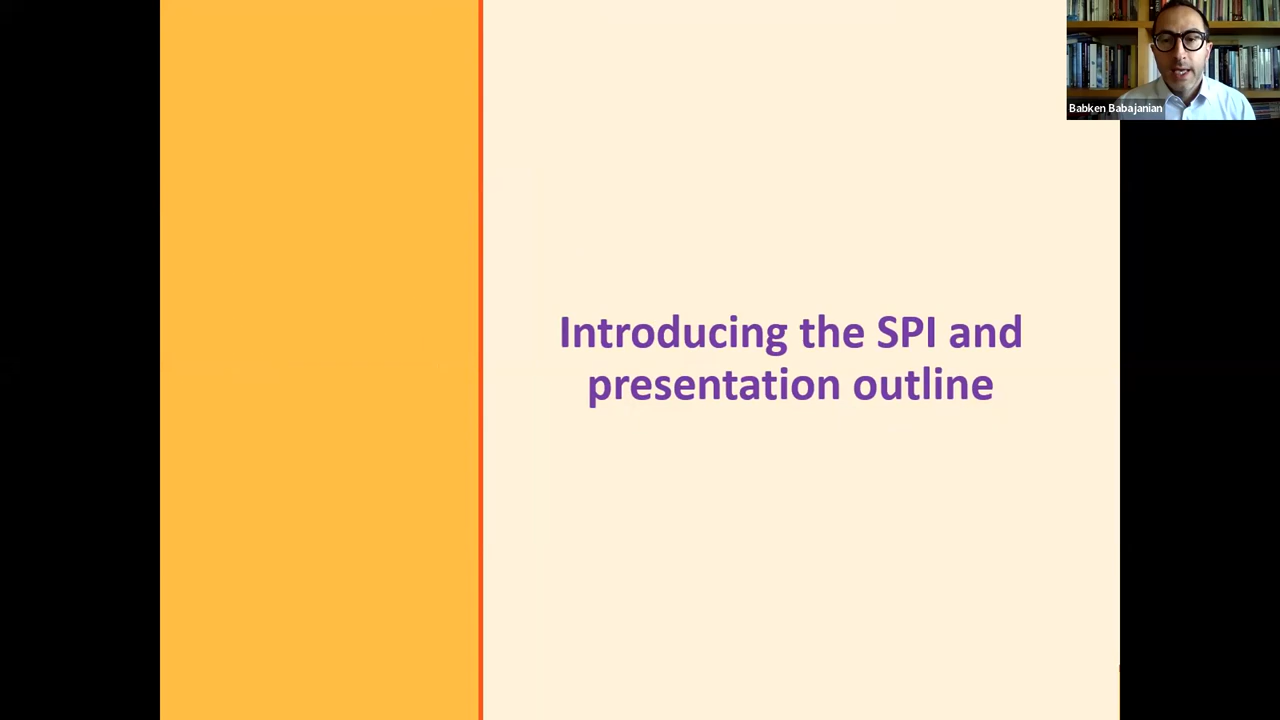 Babken Babajanian
Introducing the SPI and
presentation outline